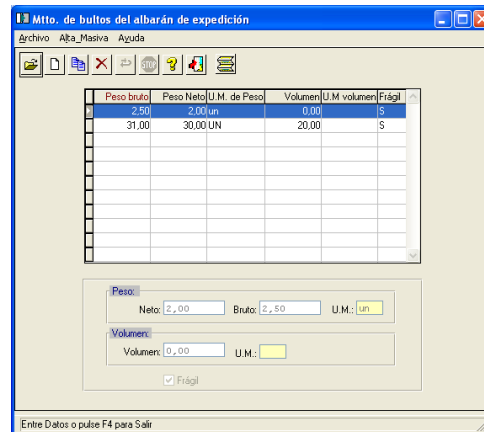 Mtto. de bultos del albarán de expedición
Archivo Alta_Masiva Ayuda
STOP
Peso bruto Peso Neto U.M. de Peso Volumen U.M volumen Frágil
2,50 2,00 un 0,00 S
31,00 30,00 UN 20,00 S
Peso:
Neto: 2,00 Bruto: 2,50 U.M.: un
Volumen:
Volumen: 0,00 U.M.:
Frágil
Entre Datos o pulse F4 para Salir